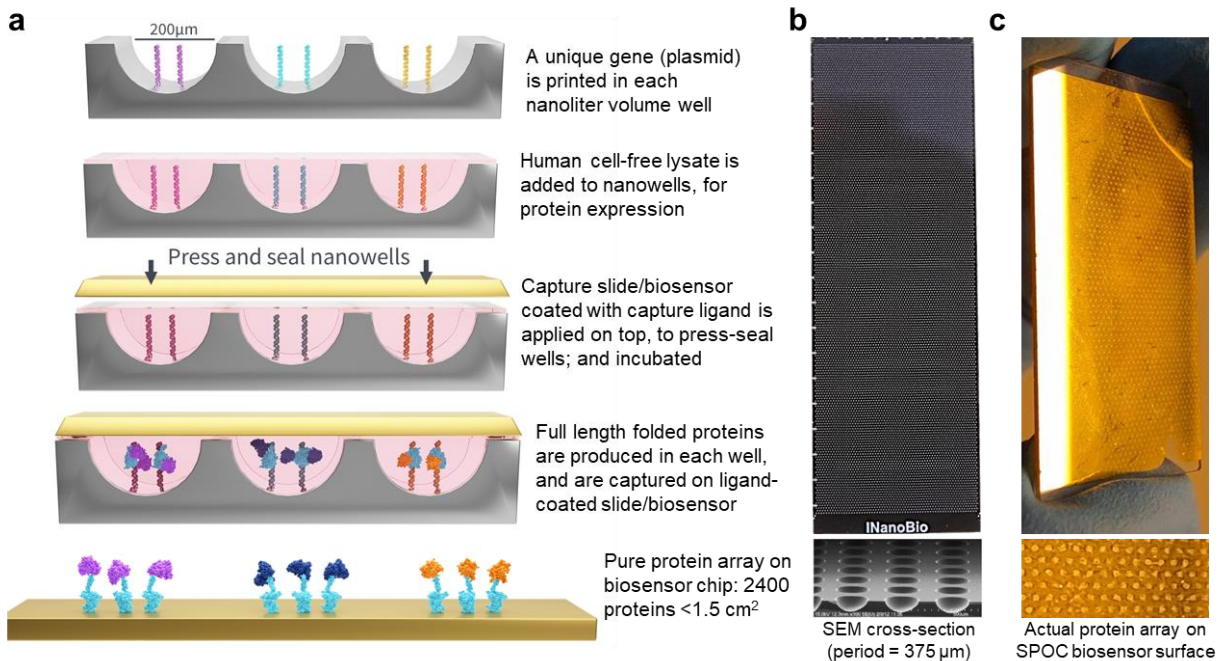 a
200µm
A unique gene (plasmid)
is printed in each
nanoliter volume well
Human cell-free lysate is
added to nanowells, for
protein expression
Press and seal nanowells
Capture slide/biosensor
coated with capture ligand is
applied on top, to press-seal
wells; and incubated
Full length folded proteins
are produced in each well,
and are captured on ligand-
coated slide/biosensor
Pure protein array on
biosensor chip: 2400
proteins <1.5 cm²
b
INanoBio
SEM cross-section
(period = 375 µm)
c
Actual protein array on
SPOC biosensor surface